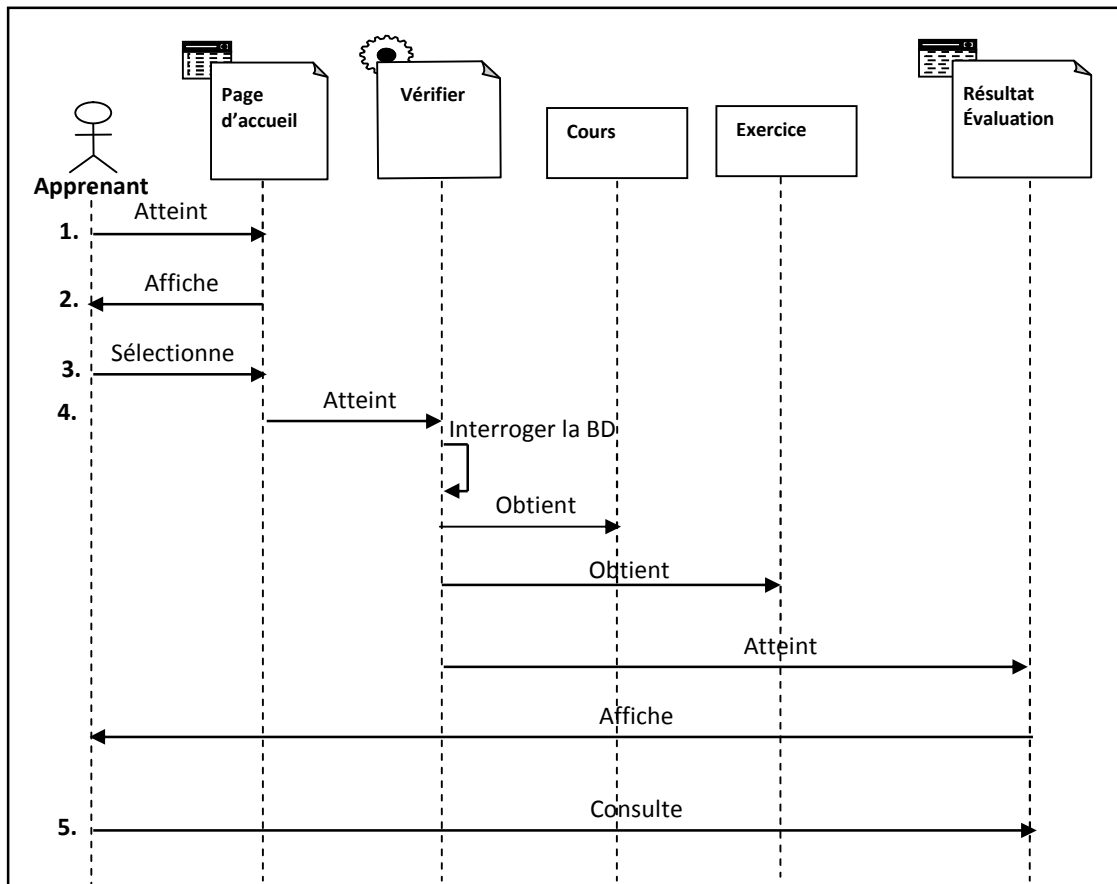 Page
d'accueil
Vérifier
Cours
Exercice
Résultat
Évaluation
Apprenant
1.
Atteint
2.
Affiche
3.
Sélectionne
4.
Atteint
Interroger la BD
Obtient
Obtient
Atteint
Affiche
5.
Consulte